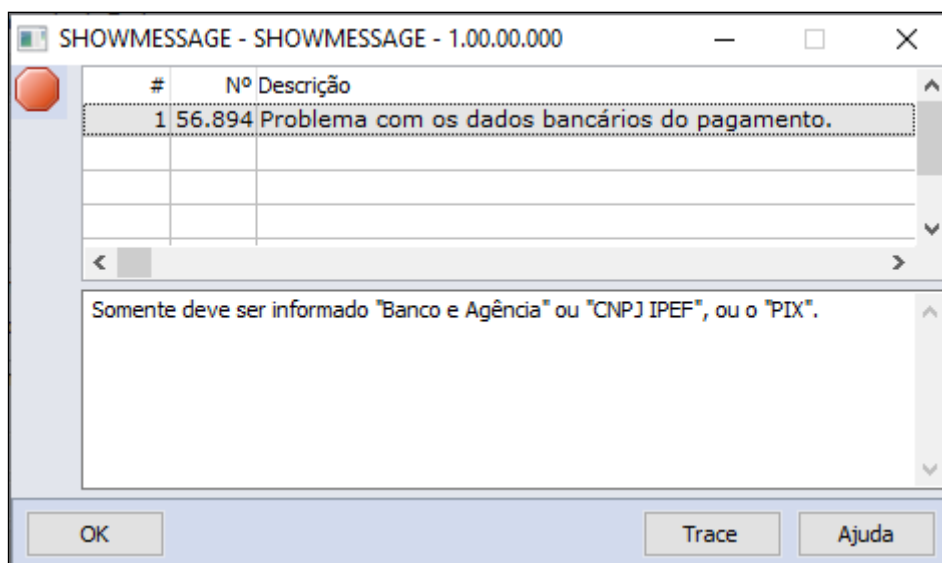 SHOWMESSAGE - SHOWMESSAGE - 1.00.00.000
# Nº Descrição
1 56.894 Problema com os dados bancários do pagamento.
Somente deve ser informado "Banco e Agência" ou "CNPJ IPEF", ou o "PIX".
OK Trace Ajuda